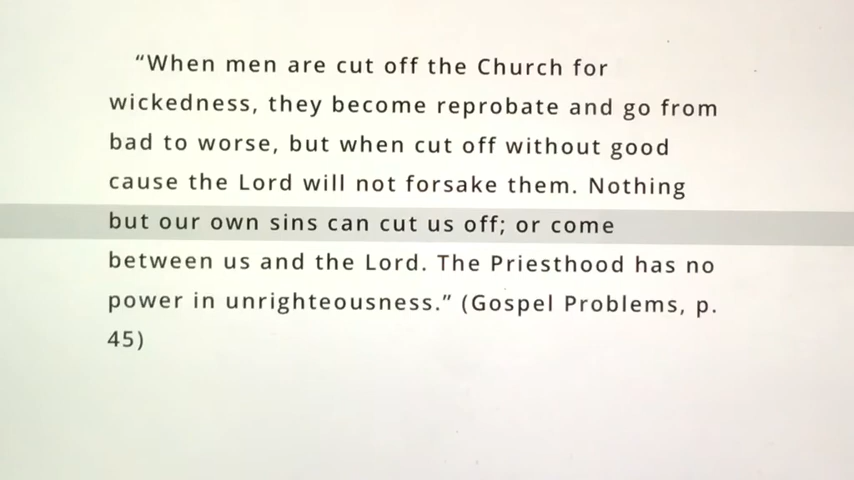 “When men are cut off the Church for
wickedness, they become reprobate and go from
bad to worse, but when cut off without good
cause the Lord will not forsake them. Nothing
but our own sins can cut us off; or come
between us and the Lord. The Priesthood has no
power in unrighteousness.” (Gospel Problems, p.
45)